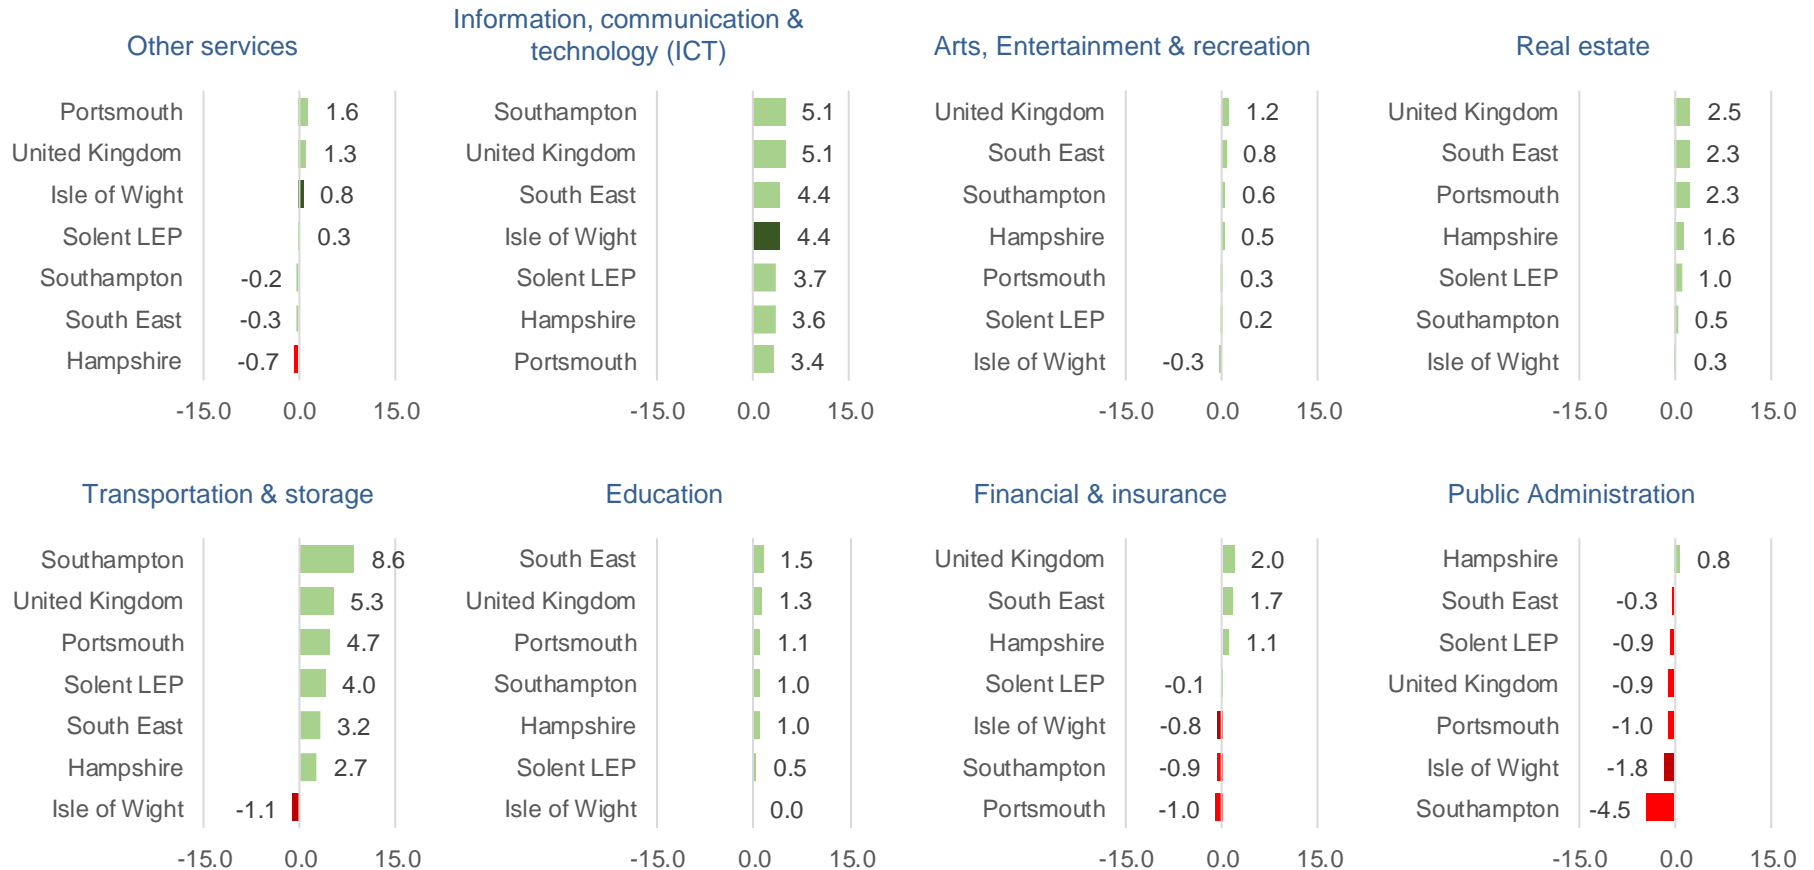 Other services
Portsmouth 1.6
United Kingdom 1.3
Isle of Wight 0.8
Solent LEP 0.3
Southampton -0.2
South East -0.3
Hampshire -0.7
-15.0 0.0 15.0
Information, communication &
technology (ICT)
Southampton 5.1
United Kingdom 5.1
South East 4.4
Isle of Wight 4.4
Solent LEP 3.7
Hampshire 3.6
Portsmouth 3.4
-15.0 0.0 15.0
Arts, Entertainment & recreation
United Kingdom 1.2
South East 0.8
Southampton 0.6
Hampshire 0.5
Portsmouth 0.3
Solent LEP 0.2
Isle of Wight -0.3
-15.0 0.0 15.0
Real estate
United Kingdom 2.5
South East 2.3
Portsmouth 2.3
Hampshire 1.6
Solent LEP 1.0
Southampton 0.5
Isle of Wight 0.3
-15.0 0.0 15.0
Transportation & storage
Southampton 8.6
United Kingdom 5.3
Portsmouth 4.7
Solent LEP 4.0
South East 3.2
Hampshire 2.7
Isle of Wight -1.1
-15.0 0.0 15.0
Education
South East 1.5
United Kingdom 1.3
Portsmouth 1.1
Southampton 1.0
Hampshire 1.0
Solent LEP 0.5
Isle of Wight 0.0
-15.0 0.0 15.0
Financial & insurance
United Kingdom 2.0
South East 1.7
Hampshire 1.1
Solent LEP -0.1
Isle of Wight -0.8
Southampton -0.9
Portsmouth -1.0
-15.0 0.0 15.0
Public Administration
Hampshire 0.8
South East -0.3
Solent LEP -0.9
United Kingdom -0.9
Portsmouth -1.0
Isle of Wight -1.8
Southampton -4.5
-15.0 0.0 15.0